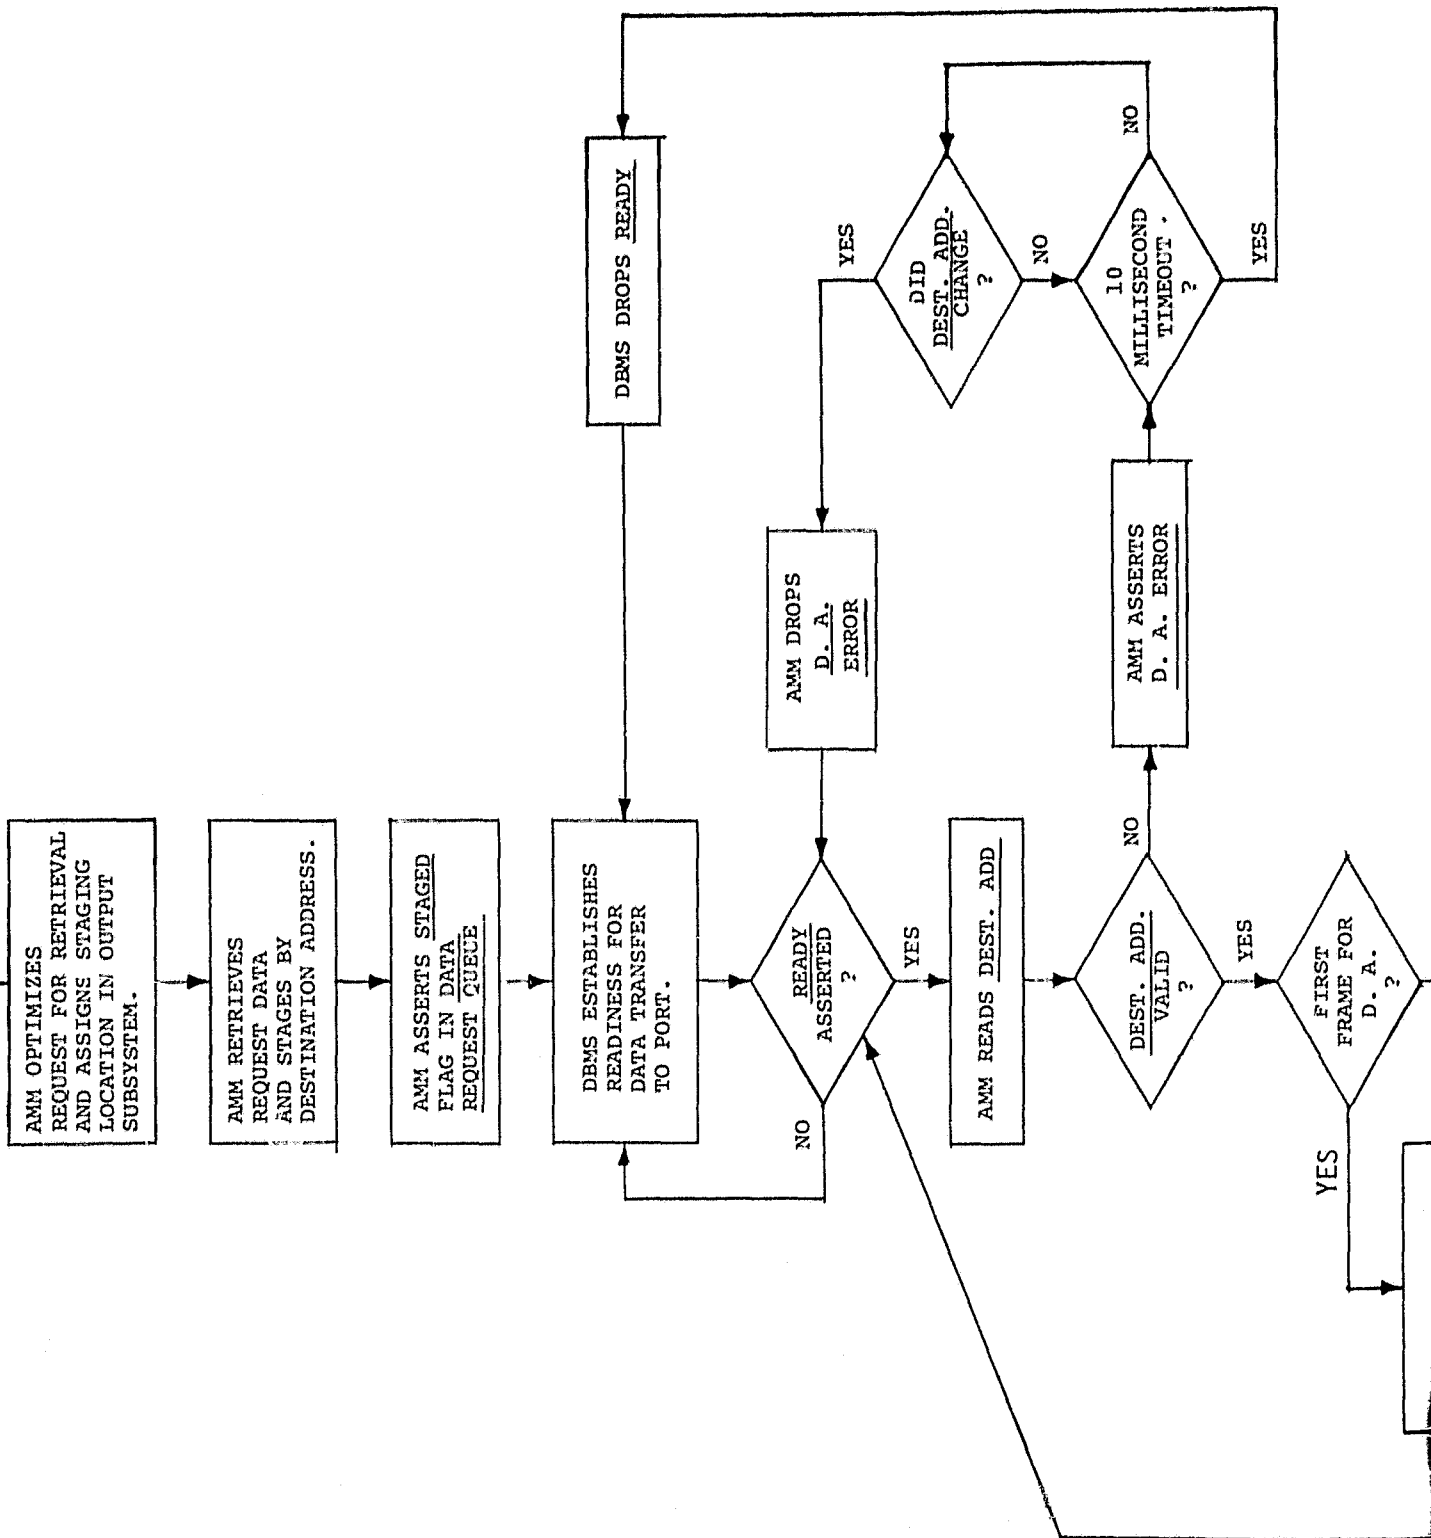 AMM OPTIMIZES
REQUEST FOR RETRIEVAL
AND ASSIGNS STAGING
LOCATION IN OUTPUT
SUBSYSTEM.
AMM RETRIEVES
REQUEST DATA
AND STAGES BY
DESTINATION ADDRESS.
AMM ASSERTS STAGED
FLAG IN DATA
REQUEST QUEUE
DBMS ESTABLISHES
READINESS FOR
DATA TRANSFER
TO PORT.
DBMS DROPS READY
READY
ASSERTED
?
NO
YES
AMM DROPS
D. A.
ERROR
AMM READS DEST. ADD
DID
DEST. ADD.
CHANGE
?
YES
NO
DEST. ADD.
VALID
?
NO
YES
AMM ASSERTS
D. A. ERROR
10
MILLISECOND
TIMEOUT .
?
NO
YES
FIRST
FRAME FOR
D. A.
?
YES